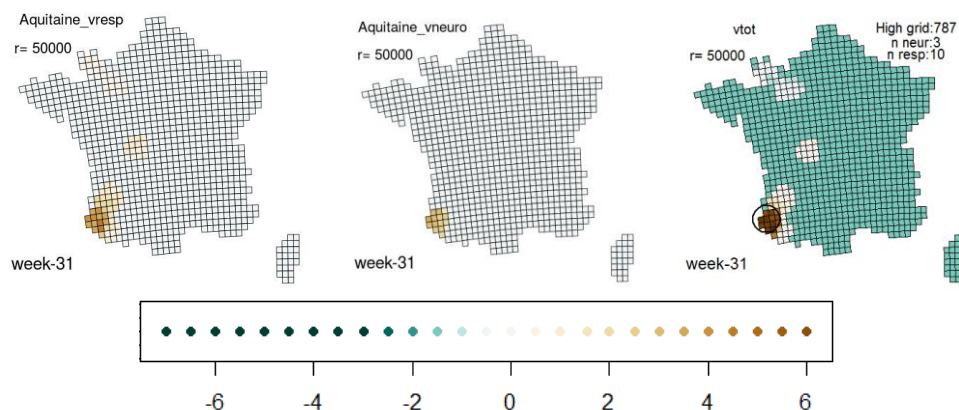 Aquitaine_vresp
r= 50000
week-31
Aquitaine_vneuro
r= 50000
week-31
vtot
High grid:787
n neur:3
n resp:10
r= 50000
week-31
-6 -4 -2 0 2 4 6